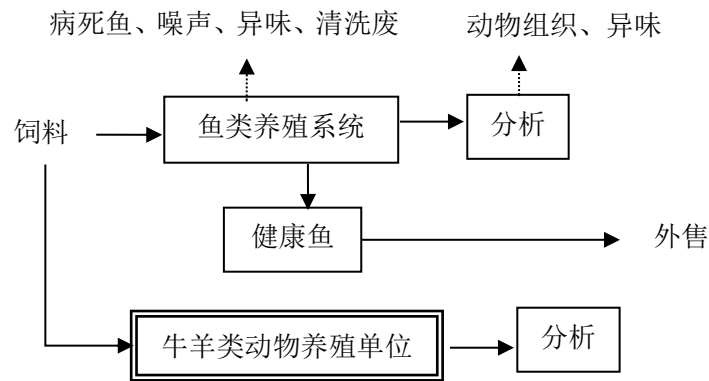 病死鱼、噪声、异味、清洗废
动物组织、异味
饲料
鱼类养殖系统
分析
健康鱼
外售
牛羊类动物养殖单位
分析